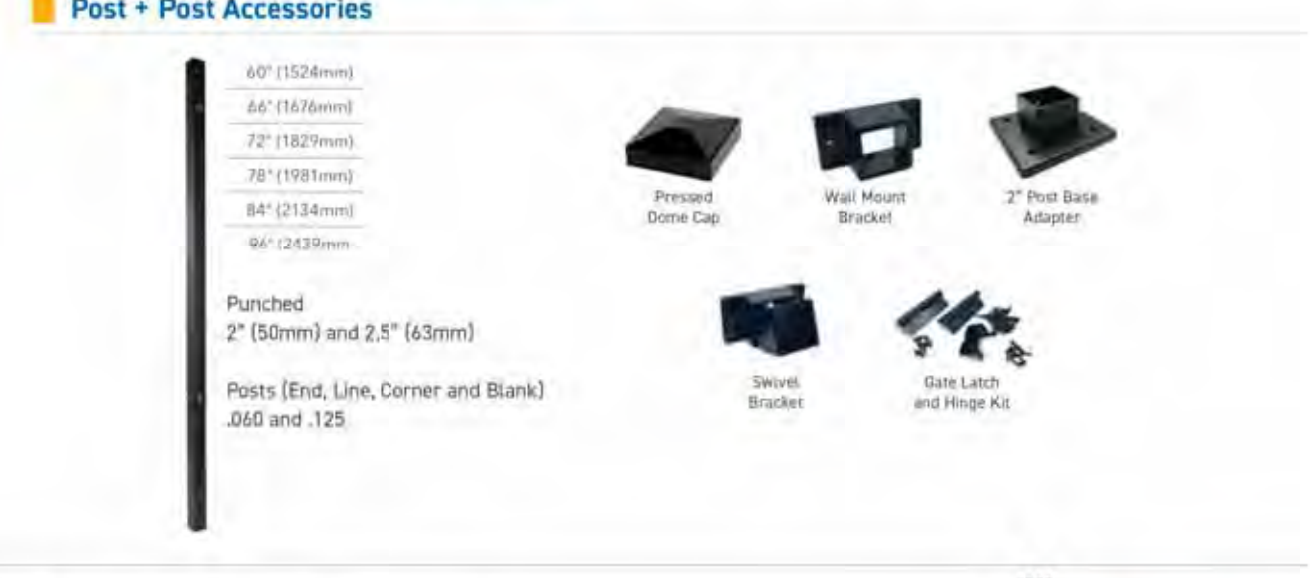 Post + Post Accessories
60" (1524mm)
66" (1676mm)
72" (1829mm)
78" (1981mm)
84" (2134mm)
96" (2439mm
Punched
2" (50mm) and 2,5" (63mm)
Posts (End, Line, Corner and Blank)
.060 and .125
Pressed
Dome Cap
Wall Mount
Bracket
2" Post Base
Adapter
Swivel
Bracket
Gate Latch
and Hinge Kit